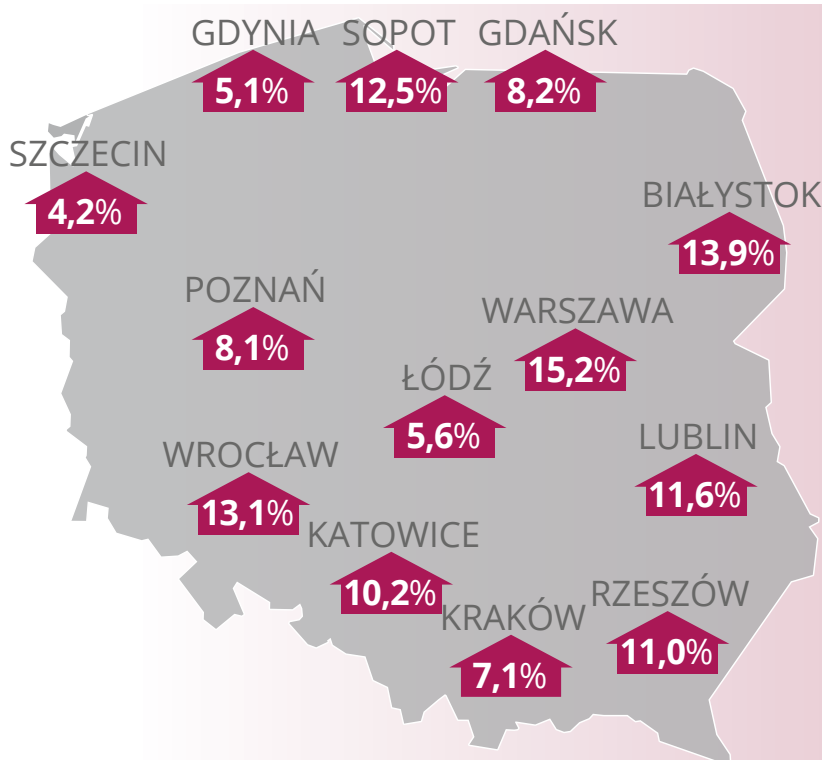 GDYNIA SOPOT GDAŃSK
5,1% 12,5% 8,2%
SZCZECIN
4,2%
BIAŁYSTOK
13,9%
POZNAŃ
8,1%
WARSZAWA
15,2%
ŁÓDŹ
5,6%
LUBLIN
11,6%
WROCŁAW
13,1%
KATOWICE
10,2%
RZESZÓW
11,0%
KRAKÓW
7,1%